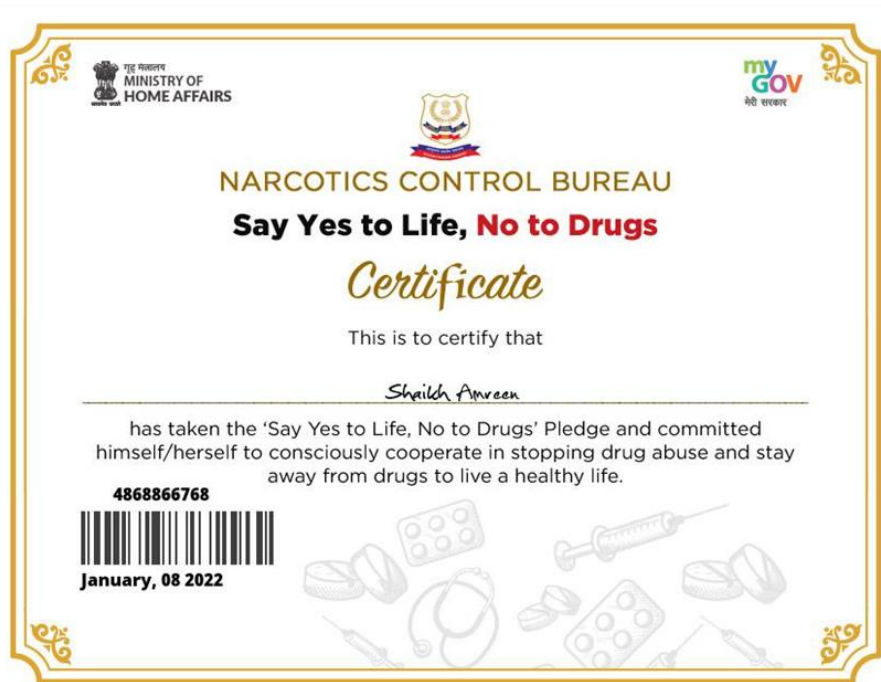 गृह मंत्रालय
MINISTRY OF
HOME AFFAIRS
my
GOV
मेरी सरकार
NARCOTICS CONTROL BUREAU
Say Yes to Life, No to Drugs
Certificate
This is to certify that
Shaikh Amreen
has taken the ‘Say Yes to Life, No to Drugs’ Pledge and committed
himself/herself to consciously cooperate in stopping drug abuse and stay
away from drugs to live a healthy life.
4868866768
January, 08 2022